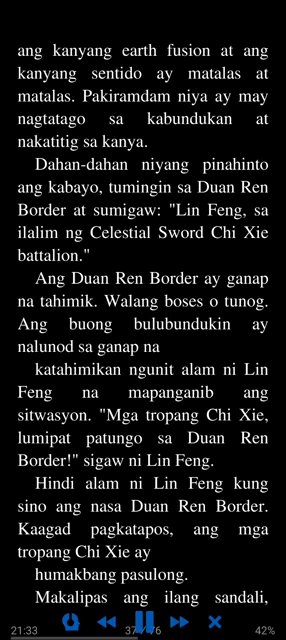 ang kanyang earth fusion at ang
kanyang sentido ay matalas at
matalas. Pakiramdam niya ay may
nagtatago sa kabundukan at
nakatitig sa kanya.
Dahan-dahan niyang pinahinto
ang kabayo, tumingin sa Duan Ren
Border at sumigaw: "Lin Feng, sa
ilalim ng Celestial Sword Chi Xie
battalion."
Ang Duan Ren Border ay ganap
na tahimik. Walang boses o tunog.
Ang buong bulubundukin ay
nalunod sa ganap na
katahimikan ngunit alam ni Lin
Feng na mapanganib ang
sitwasyon. "Mga tropang Chi Xie,
lumipat patungo sa Duan Ren
Border!" sigaw ni Lin Feng.
Hindi alam ni Lin Feng kung
sino ang nasa Duan Ren Border.
Kaagad pagkatapos, ang mga
tropang Chi Xie ay
humakbang pasulong.
Makalipas ang ilang sandali,
21:33 37 / 76 42%